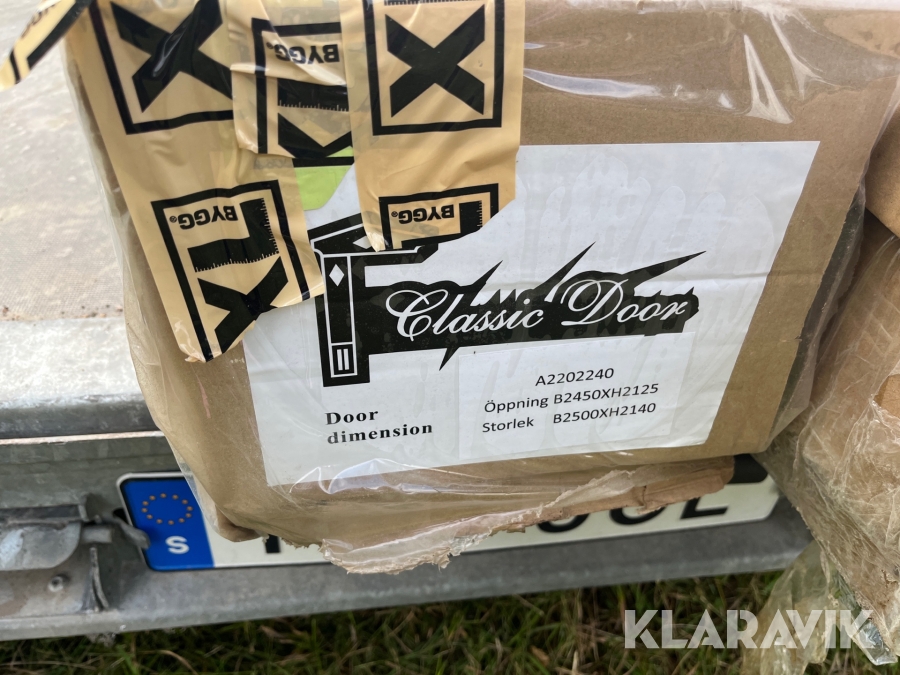 BYGG®
BYGG®
BYGG®
Classic Door
Door
dimension
A2202240
Öppning B2450XH2125
Storlek B2500XH2140
S
KLARAVIK